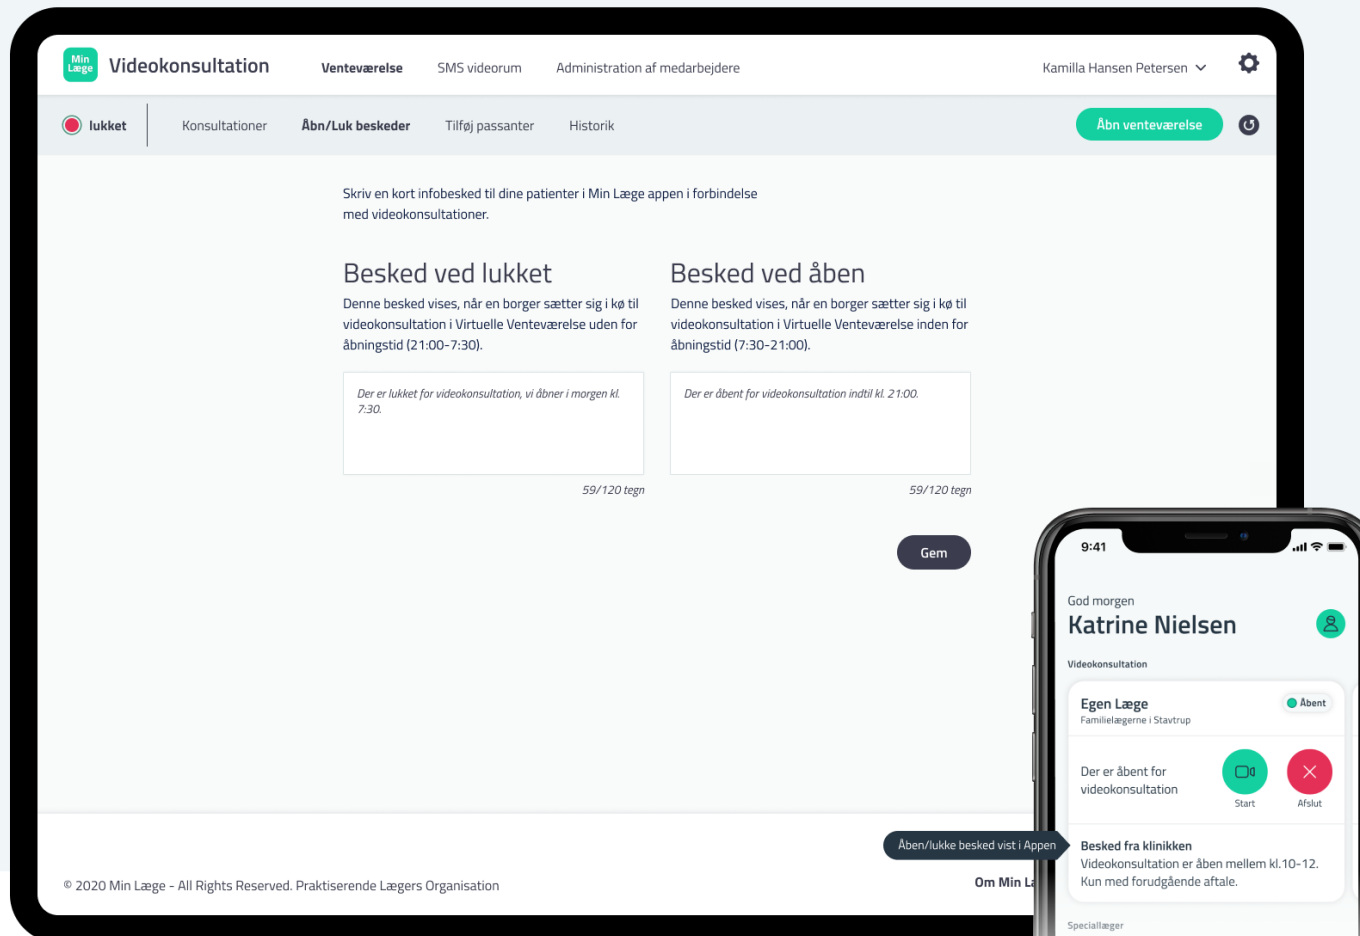 Min
Læge
Videokonsultation
Venteværelse
SMS videorum
Administration af medarbejdere
Kamilla Hansen Petersen
lukket
Konsultationer
Åbn/Luk beskeder
Tilføj passanter
Historik
Åbn venteværelse
Skriv en kort infobesked til dine patienter i Min Læge appen i forbindelse
med videokonsultationer.
Besked ved lukket
Denne besked vises, når en borger sætter sig i kø til
videokonsultation i Virtuelle Venteværelse uden for
åbningstid (21:00-7:30).
Der er lukket for videokonsultation, vi åbner i morgen kl.
7:30.
59/120 tegn
Besked ved åben
Denne besked vises, når en borger sætter sig i kø til
videokonsultation i Virtuelle Venteværelse inden for
åbningstid (7:30-21:00).
Der er åbent for videokonsultation indtil kl. 21:00.
59/120 tegn
Gem
© 2020 Min Læge - All Rights Reserved. Praktiserende Lægers Organisation
Om Min
Åben/lukke besked vist i Appen
9:41
God morgen
Katrine Nielsen
Videokonsultation
Egen Læge
Familielægerne i Stavtrup
Åbent
Der er åbent for
videokonsultation
Start
Afslut
Besked fra klinikken
Videokonsultation er åben mellem kl.10-12.
Kun med forudgående aftale.
Speciallæger